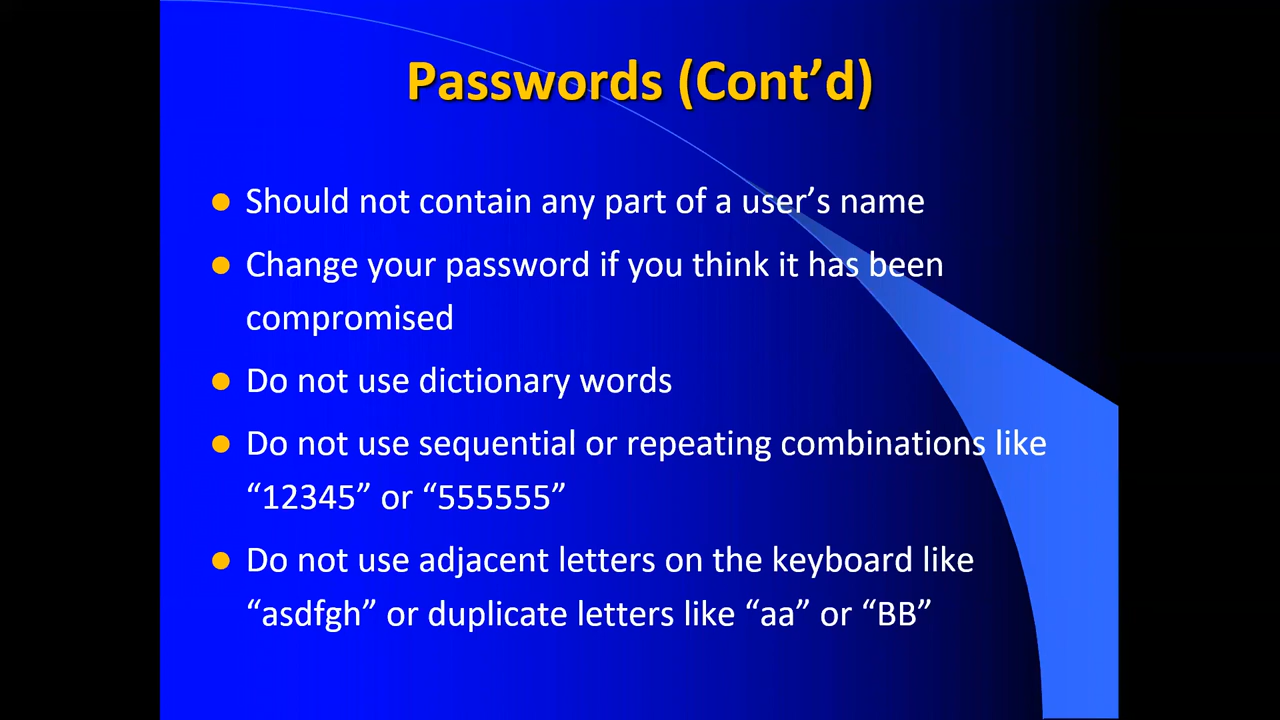 Passwords (Cont’d)
Should not contain any part of a user’s name
Change your password if you think it has been
compromised
Do not use dictionary words
Do not use sequential or repeating combinations like
“12345” or “555555”
Do not use adjacent letters on the keyboard like
“asdfgh” or duplicate letters like “aa” or “BB”